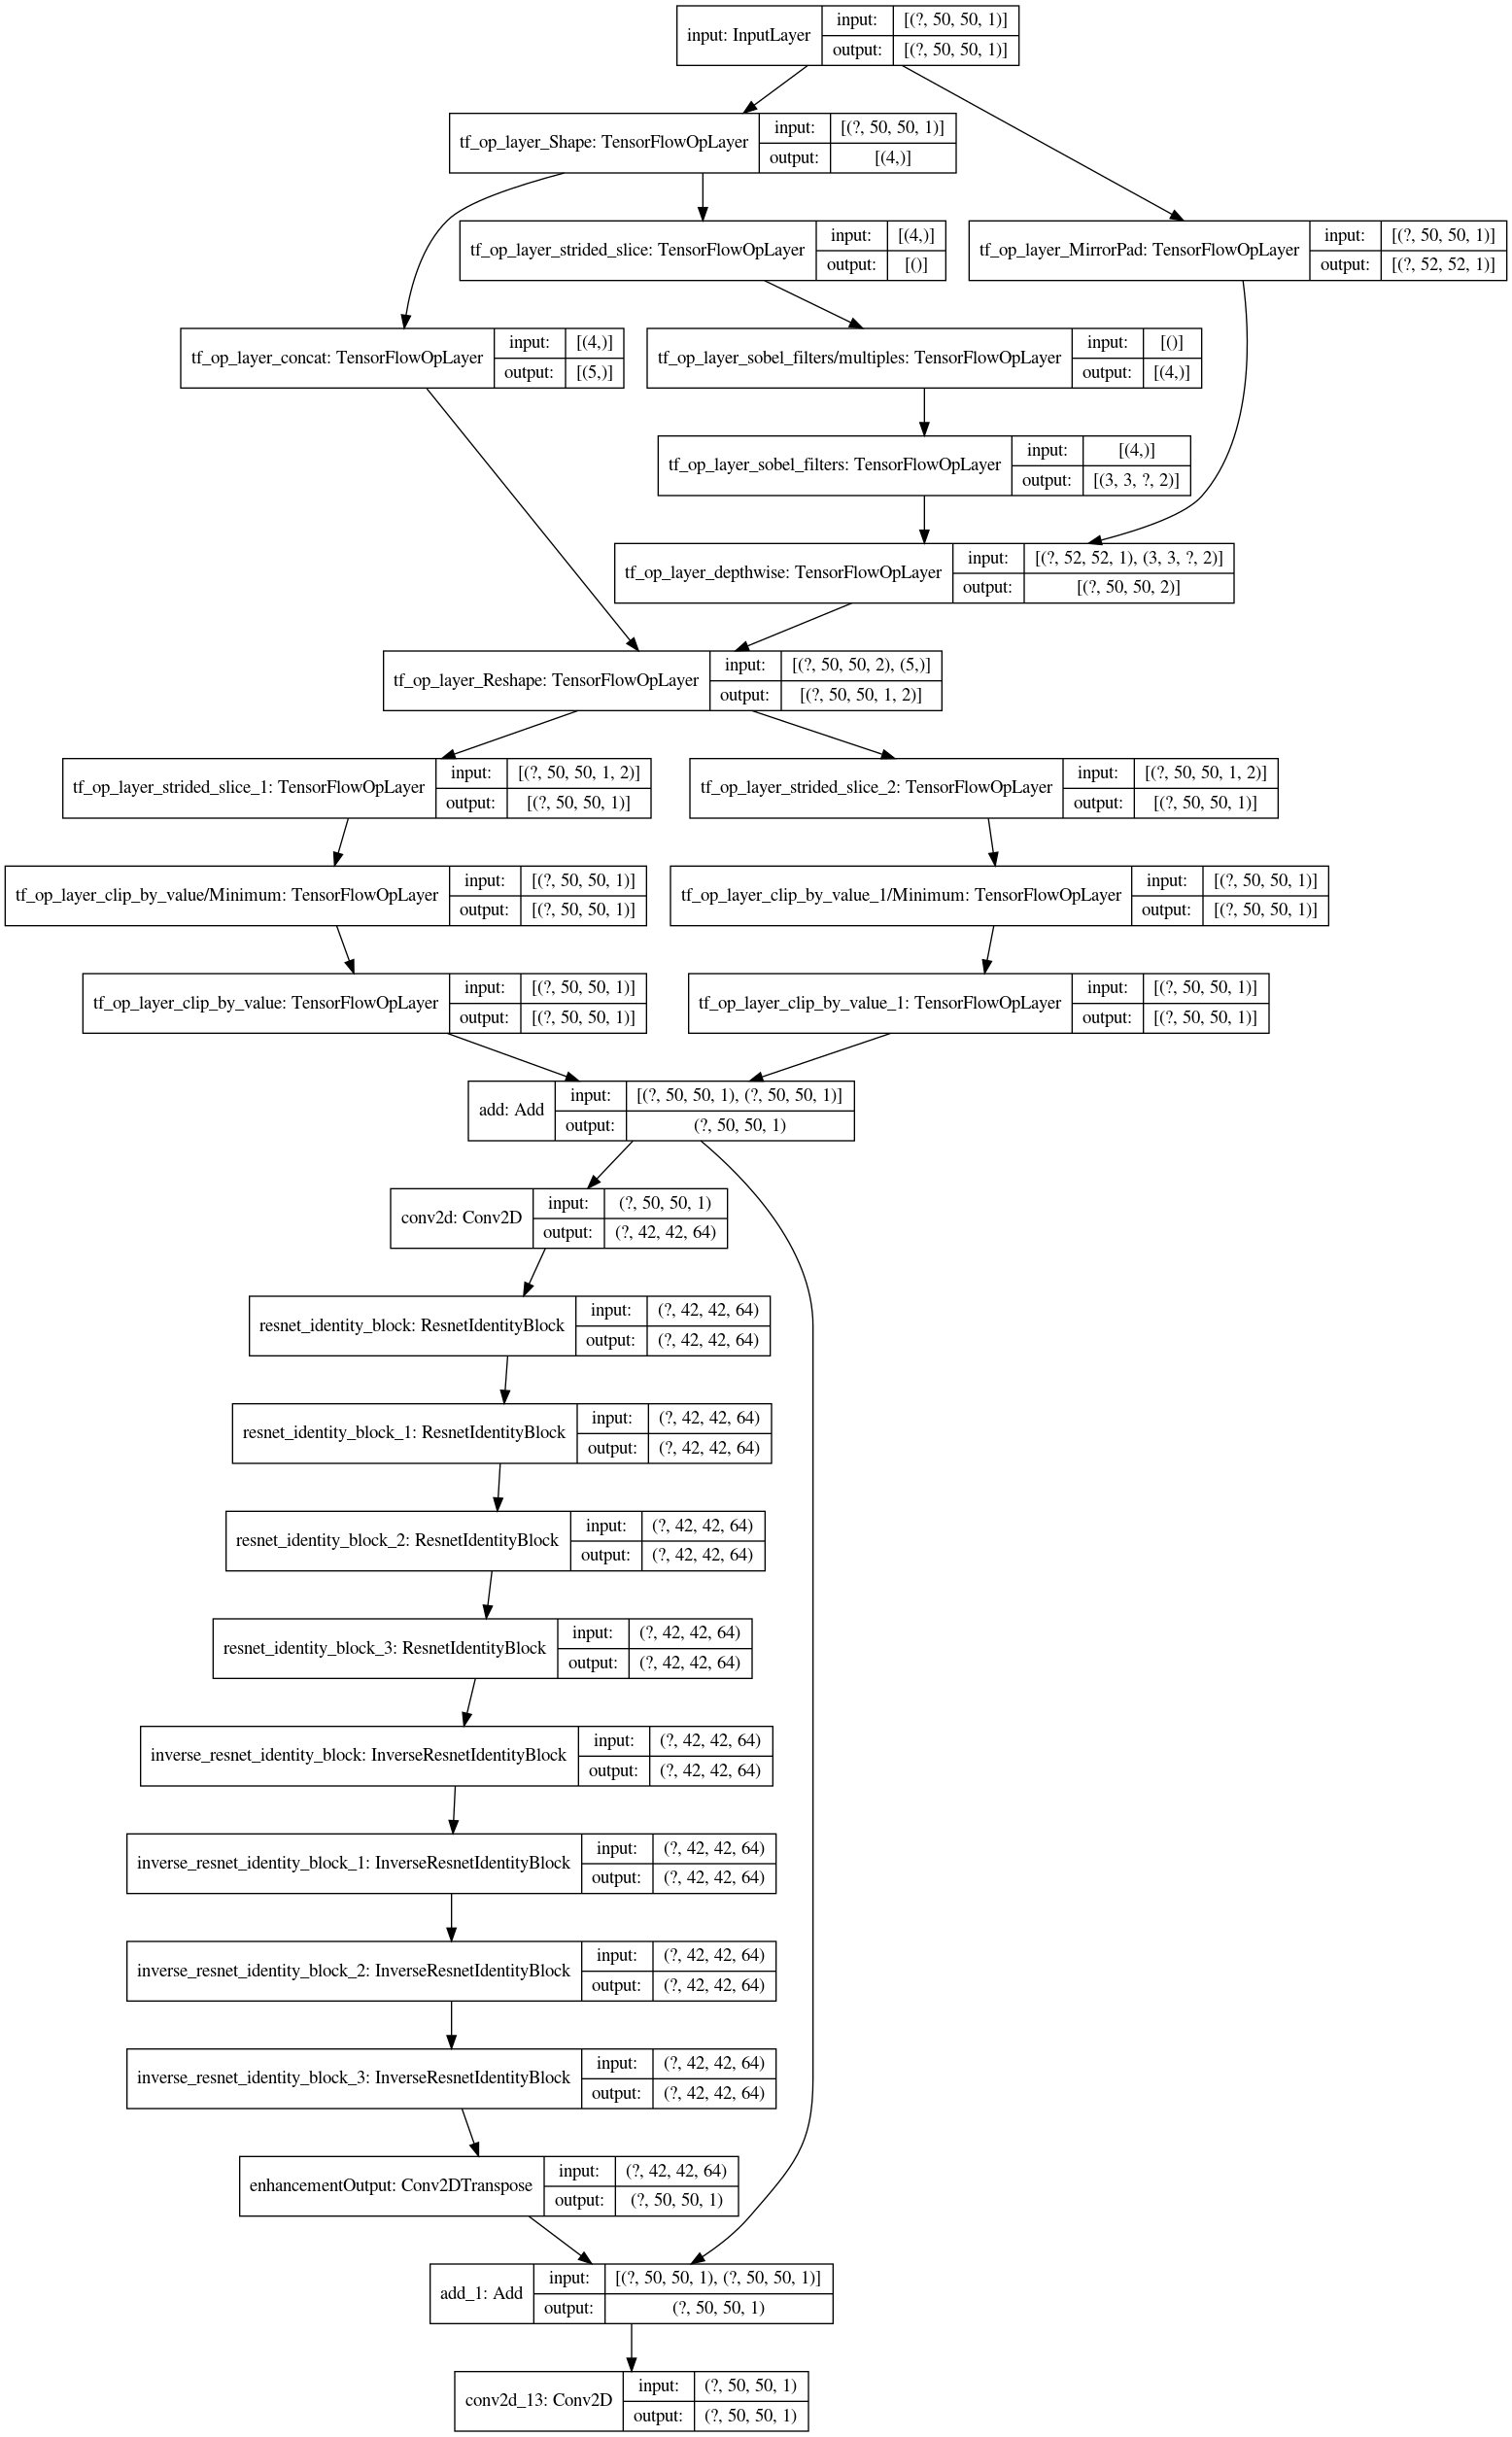 input: InputLayer
input: [(?, 50, 50, 1)]
output: [(?, 50, 50, 1)]
tf_op_layer_Shape: TensorFlowOpLayer
input: [(?, 50, 50, 1)]
output: [(4,)]
tf_op_layer_strided_slice: TensorFlowOpLayer
input: [(4,)]
output: [()]
tf_op_layer_MirrorPad: TensorFlowOpLayer
input: [(?, 50, 50, 1)]
output: [(?, 52, 52, 1)]
tf_op_layer_concat: TensorFlowOpLayer
input: [(4,)]
output: [(5,)]
tf_op_layer_sobel_filters/multiples: TensorFlowOpLayer
input: [()]
output: [(4,)]
tf_op_layer_sobel_filters: TensorFlowOpLayer
input: [(4,)]
output: [(3, 3, ?, 2)]
tf_op_layer_depthwise: TensorFlowOpLayer
input: [(?, 52, 52, 1), (3, 3, ?, 2)]
output: [(?, 50, 50, 2)]
tf_op_layer_Reshape: TensorFlowOpLayer
input: [(?, 50, 50, 2), (5,)]
output: [(?, 50, 50, 1, 2)]
tf_op_layer_strided_slice_1: TensorFlowOpLayer
input: [(?, 50, 50, 1, 2)]
output: [(?, 50, 50, 1)]
tf_op_layer_strided_slice_2: TensorFlowOpLayer
input: [(?, 50, 50, 1, 2)]
output: [(?, 50, 50, 1)]
tf_op_layer_clip_by_value/Minimum: TensorFlowOpLayer
input: [(?, 50, 50, 1)]
output: [(?, 50, 50, 1)]
tf_op_layer_clip_by_value_1/Minimum: TensorFlowOpLayer
input: [(?, 50, 50, 1)]
output: [(?, 50, 50, 1)]
tf_op_layer_clip_by_value: TensorFlowOpLayer
input: [(?, 50, 50, 1)]
output: [(?, 50, 50, 1)]
tf_op_layer_clip_by_value_1: TensorFlowOpLayer
input: [(?, 50, 50, 1)]
output: [(?, 50, 50, 1)]
add: Add
input: [(?, 50, 50, 1), (?, 50, 50, 1)]
output: (?, 50, 50, 1)
conv2d: Conv2D
input: (?, 50, 50, 1)
output: (?, 42, 42, 64)
resnet_identity_block: ResnetIdentityBlock
input: (?, 42, 42, 64)
output: (?, 42, 42, 64)
resnet_identity_block_1: ResnetIdentityBlock
input: (?, 42, 42, 64)
output: (?, 42, 42, 64)
resnet_identity_block_2: ResnetIdentityBlock
input: (?, 42, 42, 64)
output: (?, 42, 42, 64)
resnet_identity_block_3: ResnetIdentityBlock
input: (?, 42, 42, 64)
output: (?, 42, 42, 64)
inverse_resnet_identity_block: InverseResnetIdentityBlock
input: (?, 42, 42, 64)
output: (?, 42, 42, 64)
inverse_resnet_identity_block_1: InverseResnetIdentityBlock
input: (?, 42, 42, 64)
output: (?, 42, 42, 64)
inverse_resnet_identity_block_2: InverseResnetIdentityBlock
input: (?, 42, 42, 64)
output: (?, 42, 42, 64)
inverse_resnet_identity_block_3: InverseResnetIdentityBlock
input: (?, 42, 42, 64)
output: (?, 42, 42, 64)
enhancementOutput: Conv2DTranspose
input: (?, 42, 42, 64)
output: (?, 50, 50, 1)
add_1: Add
input: [(?, 50, 50, 1), (?, 50, 50, 1)]
output: (?, 50, 50, 1)
conv2d_13: Conv2D
input: (?, 50, 50, 1)
output: (?, 50, 50, 1)